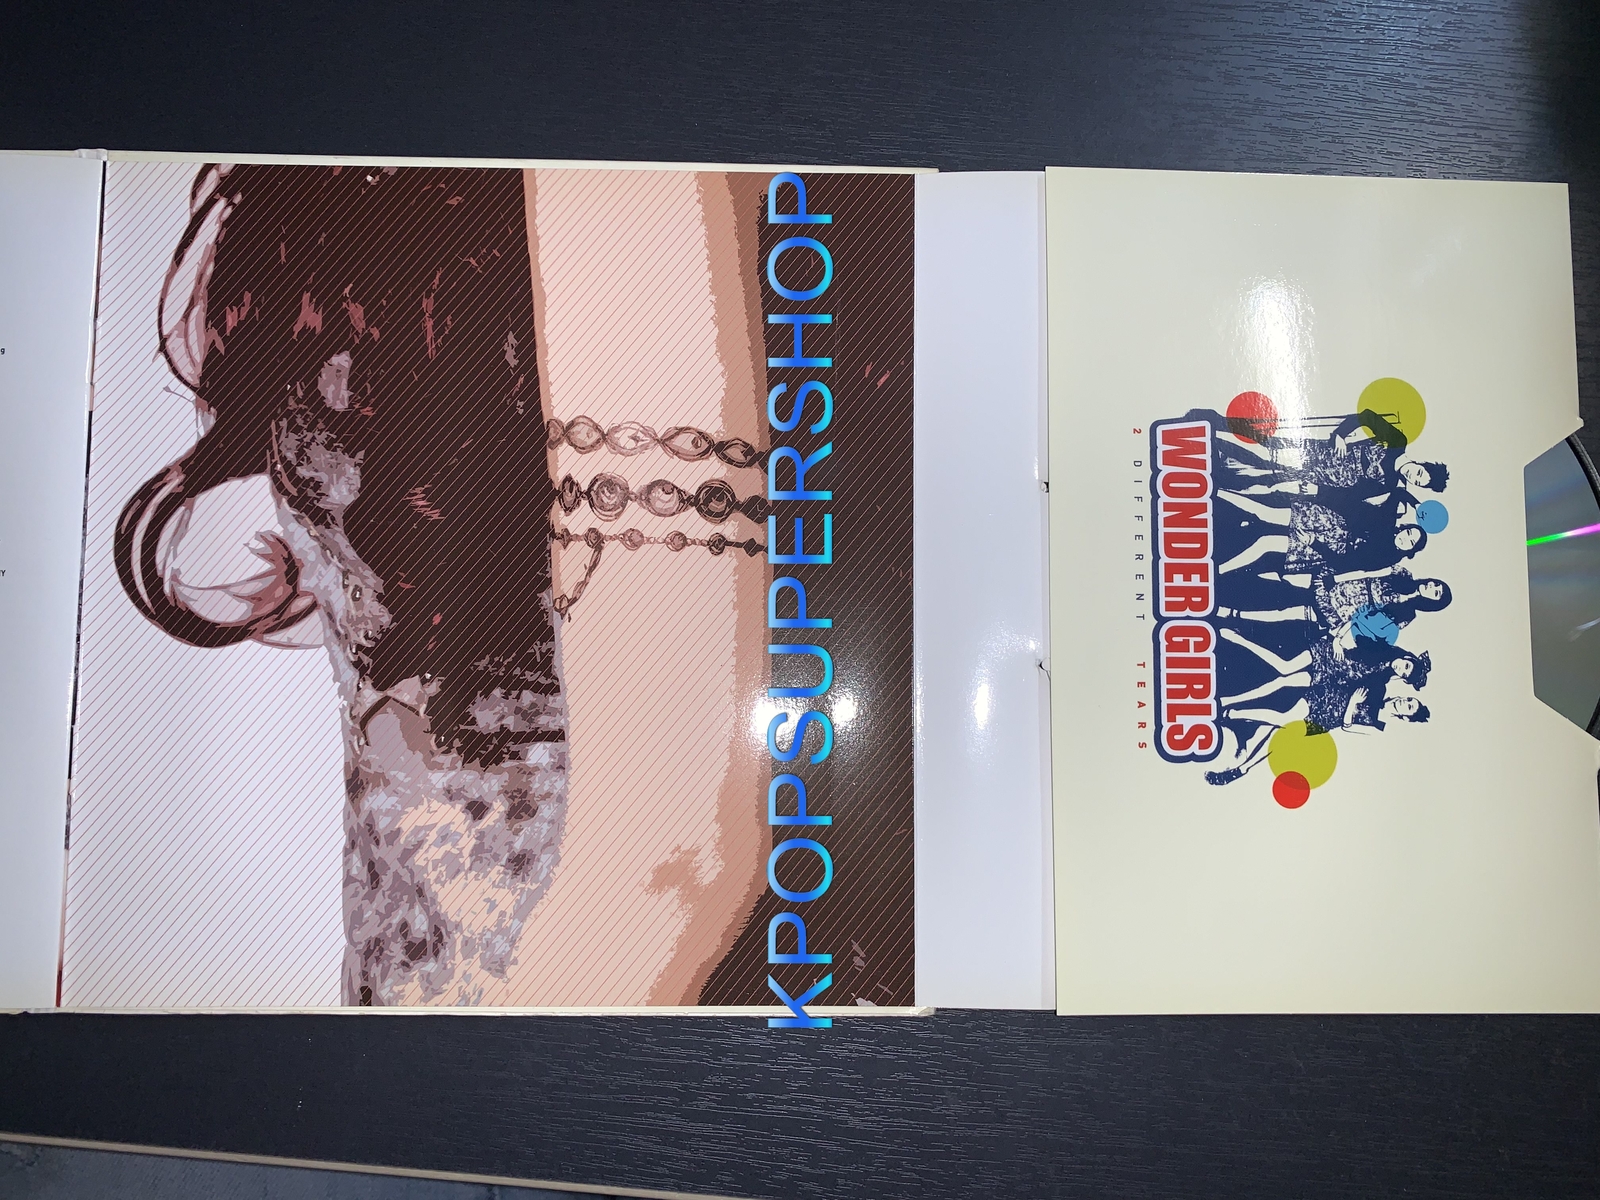 KPOPSUPERSHOP
WONDER GIRLS
2 DIFFERENT TEARS